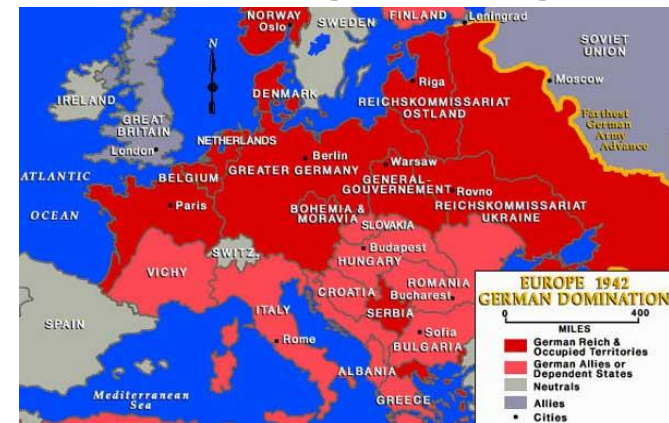 NORWAY
Oslo
SWEDEN
FINLAND
Leningrad
SOVIET
UNION
N
Moscow
Riga
DENMARK
REICHSKOMMISSARIAT
OSTLAND
IRELAND
GREAT
BRITAIN
London
NETHERLANDS
Farthest
German
Army
Advance
Berlin
Warsaw
ATLANTIC
OCEAN
BELGIUM
GREATER GERMANY
GENERAL-
GOUVERNEMENT
Rovno
Paris
BOHEMIA &
MORAVIA
REICHSKOMMISSARIAT
UKRAINE
SLOVAKIA
Budapest
HUNGARY
SWITZ.
VICHY
CROATIA
ROMANIA
Bucharest
SERBIA
ITALY
SPAIN
Rome
Sofia
BULGARIA
ALBANIA
GREECE
Mediterranean
Sea
EUROPE 1942
GERMAN DOMINATION
0 400
MILES
German Reich &
Occupied Territories
German Allies or
Dependent States
Neutrals
Allies
Cities